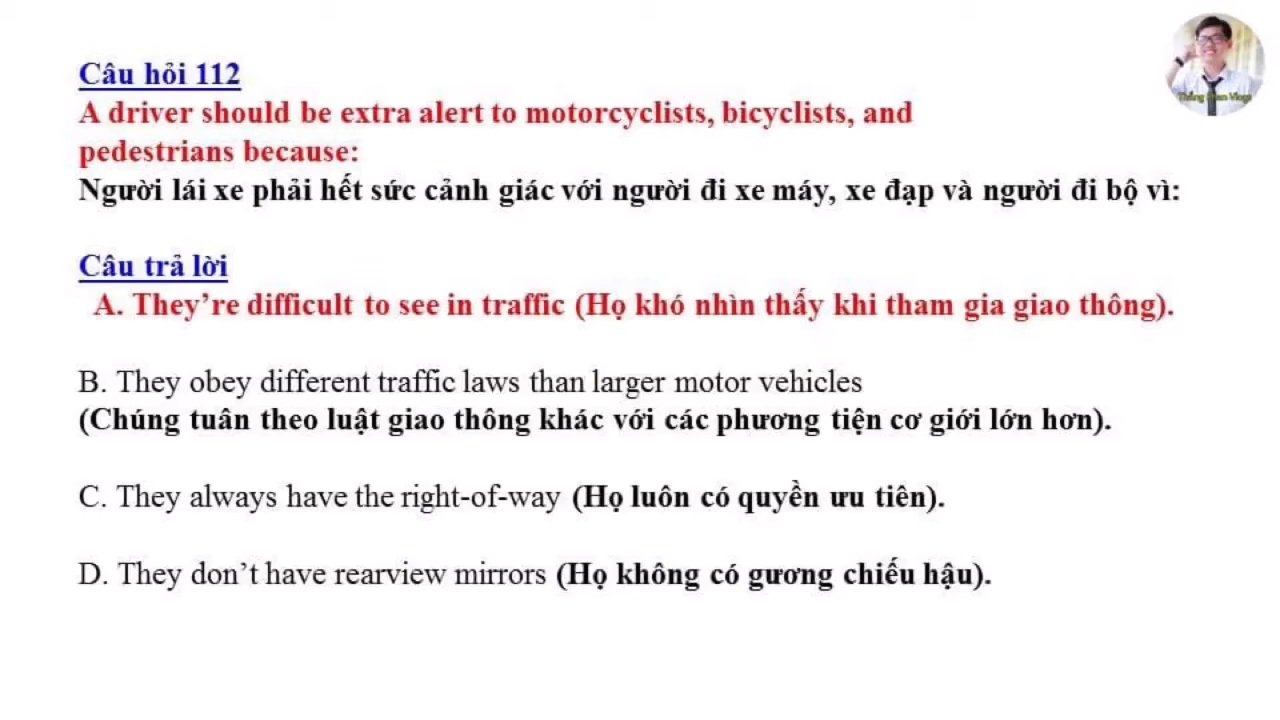 Câu hỏi 112
A driver should be extra alert to motorcyclists, bicyclists, and
pedestrians because:
Người lái xe phải hết sức cảnh giác với người đi xe máy, xe đạp và người đi bộ vì:
Câu trả lời
A. They’re difficult to see in traffic (Họ khó nhìn thấy khi tham gia giao thông).
B. They obey different traffic laws than larger motor vehicles
(Chúng tuân theo luật giao thông khác với các phương tiện cơ giới lớn hơn).
C. They always have the right-of-way (Họ luôn có quyền ưu tiên).
D. They don’t have rearview mirrors (Họ không có gương chiếu hậu).